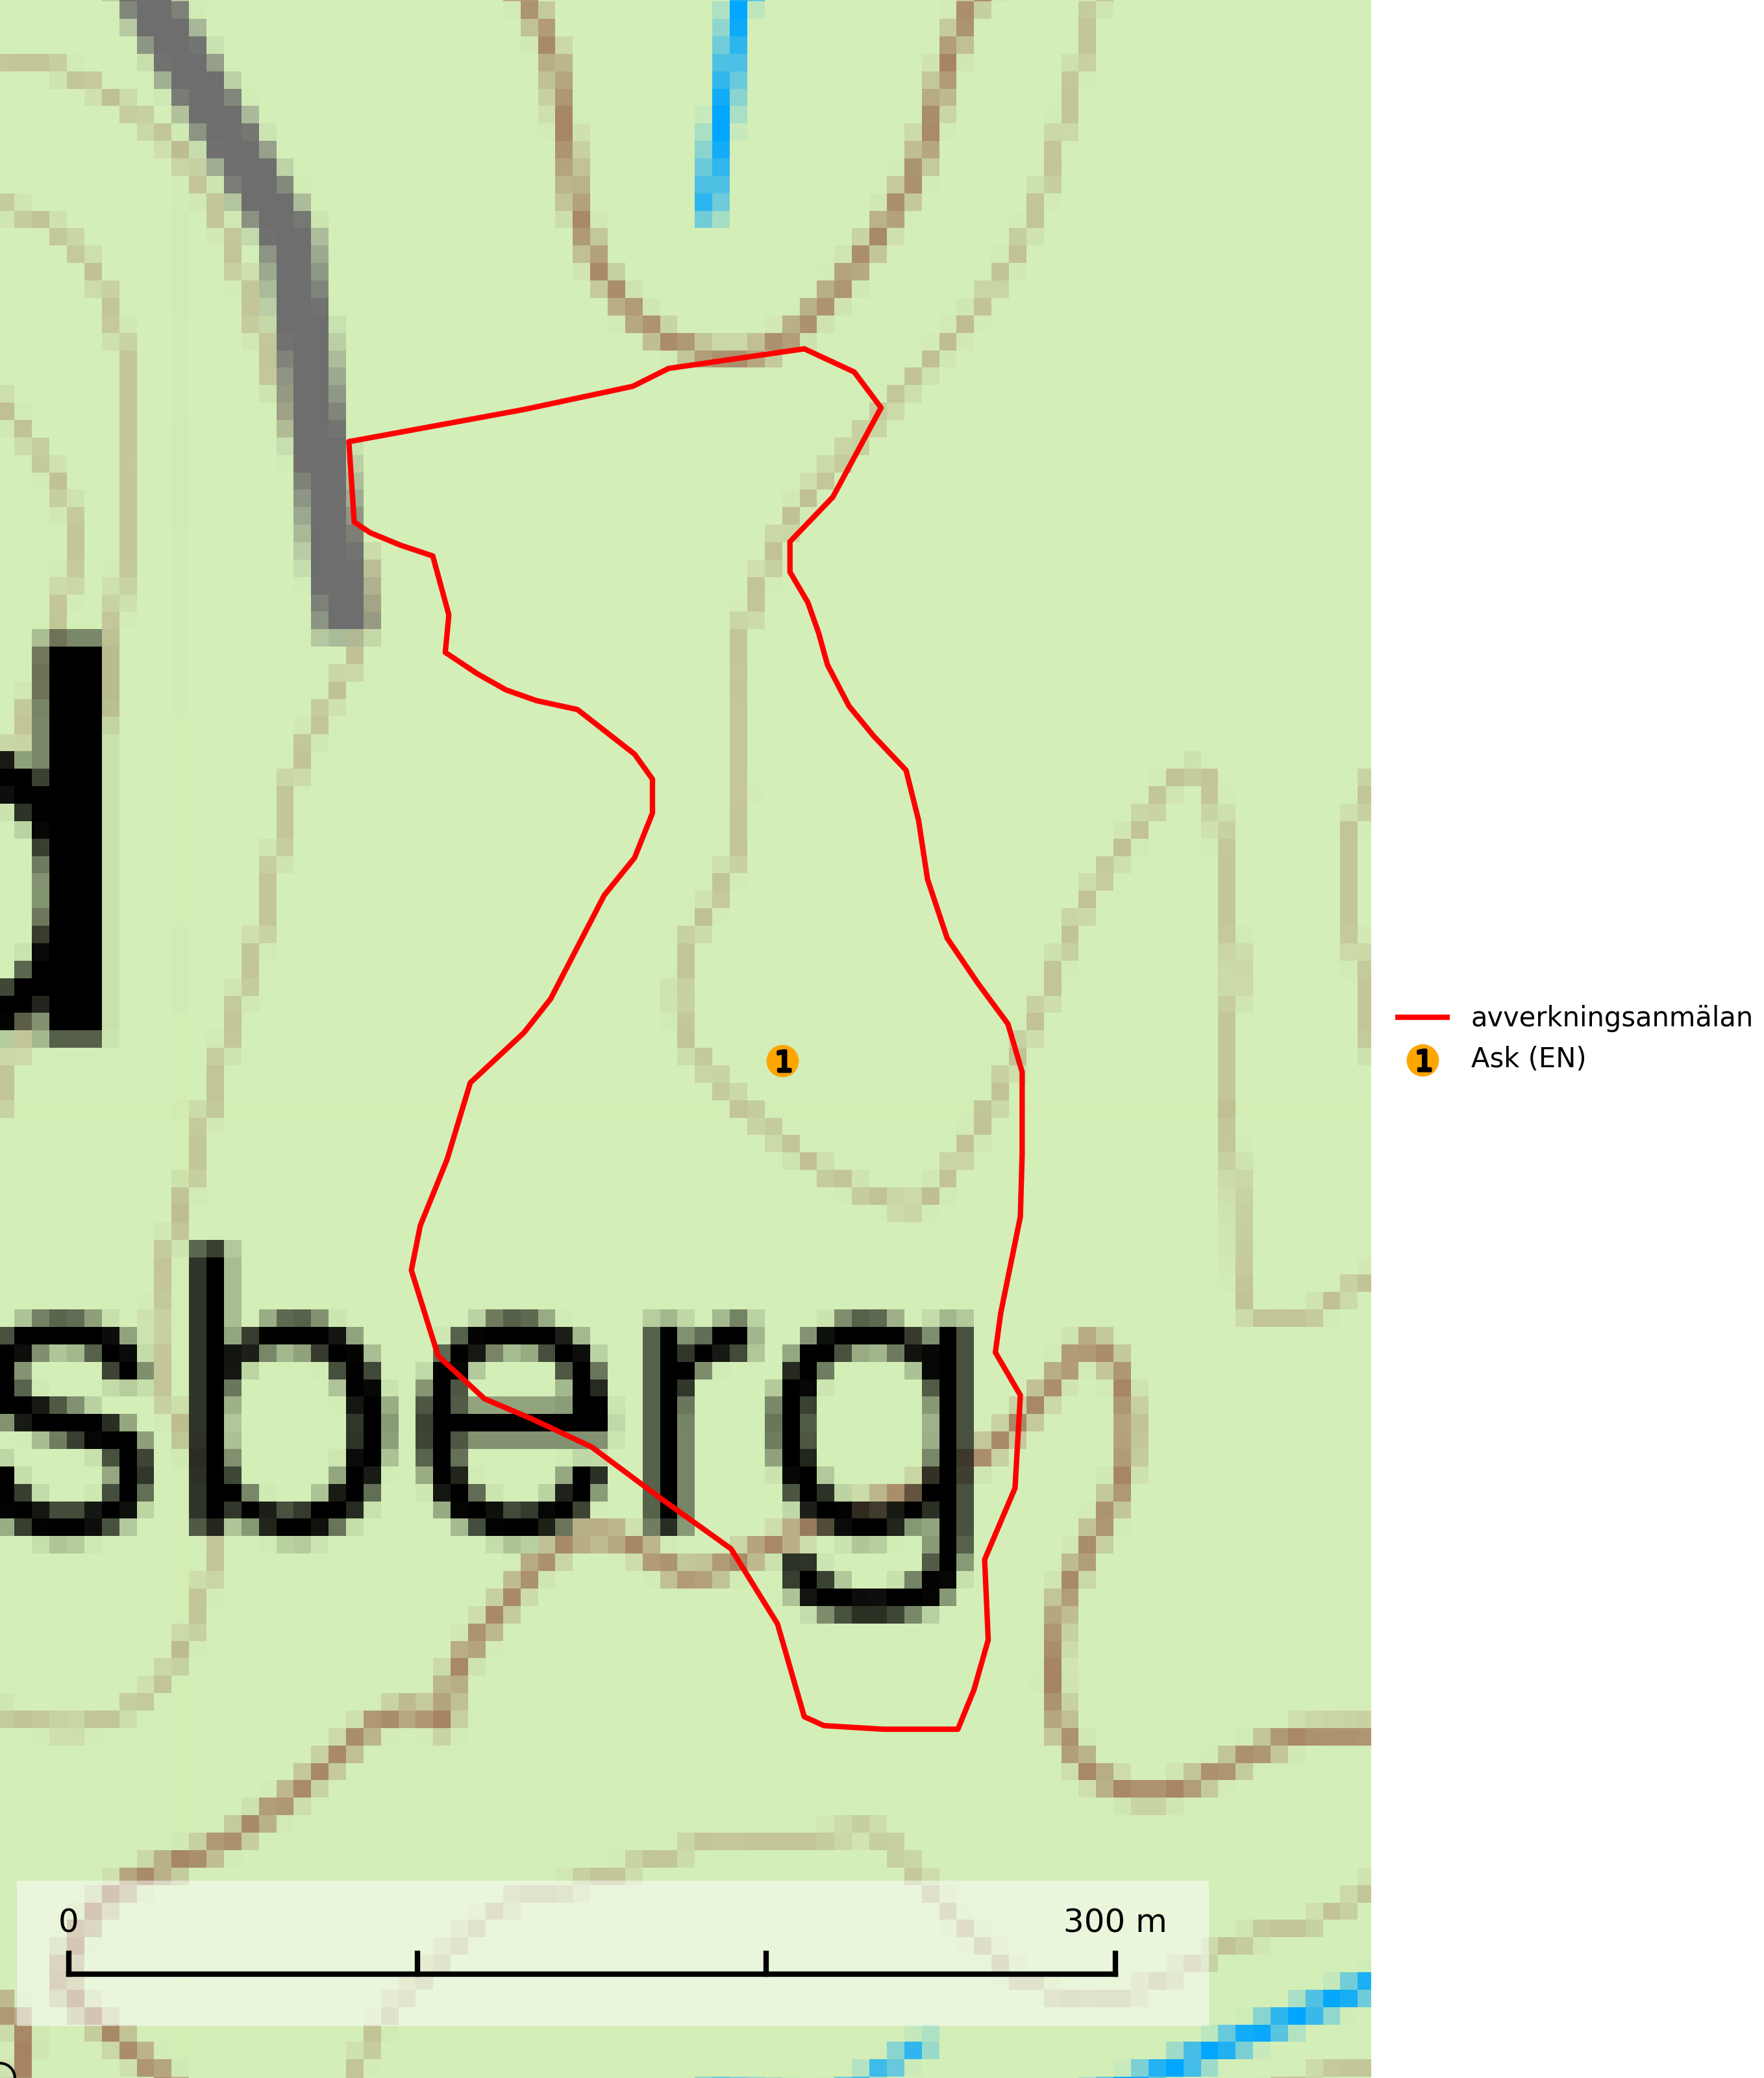 sberg
avverkningsanmälan
1
1 Ask (EN)
0 300 m